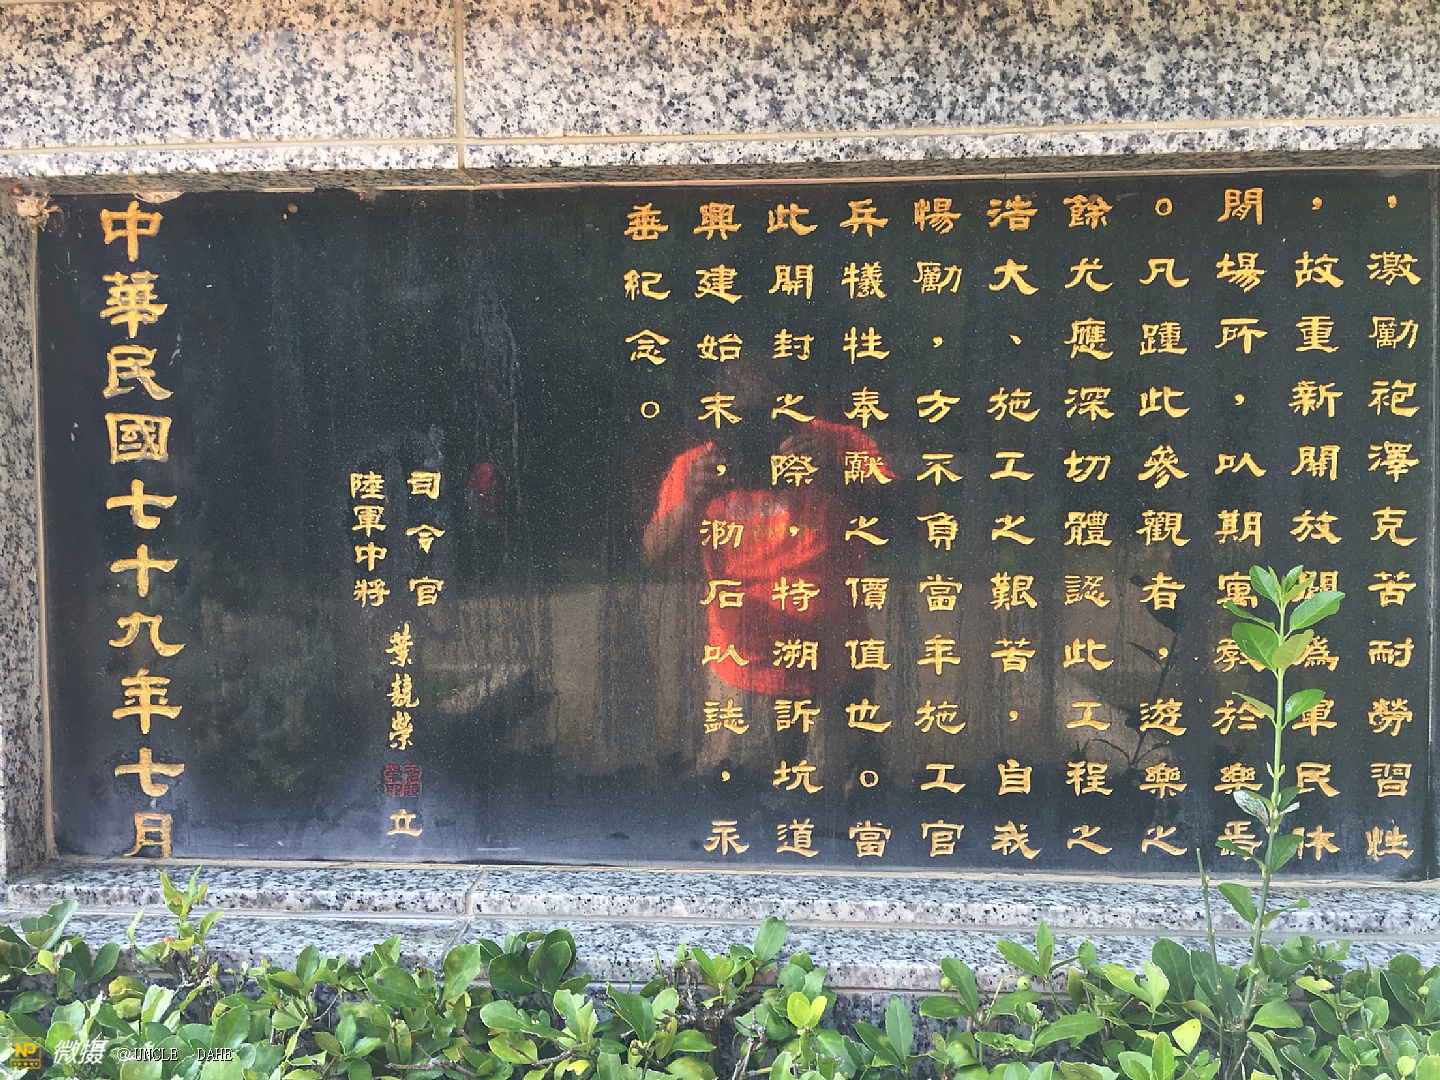 ，激勵袍澤克苦耐勞習性
，故重新開放闢為軍民休
閒場所，以期寓教於樂焉
。凡踵此參觀者，遊樂之
餘尤應深切體認此工程之
浩大、施工之艱苦，自我
惕勵，方不負當年施工官
兵犧牲奉獻之價值也。當
此開封之際，特溯訴坑道
興建始末，泐石以誌，永
垂紀念。
司令官
陸軍中將
葉競榮
立
中華民國七十九年七月
微摄 @UNCLE DAHE